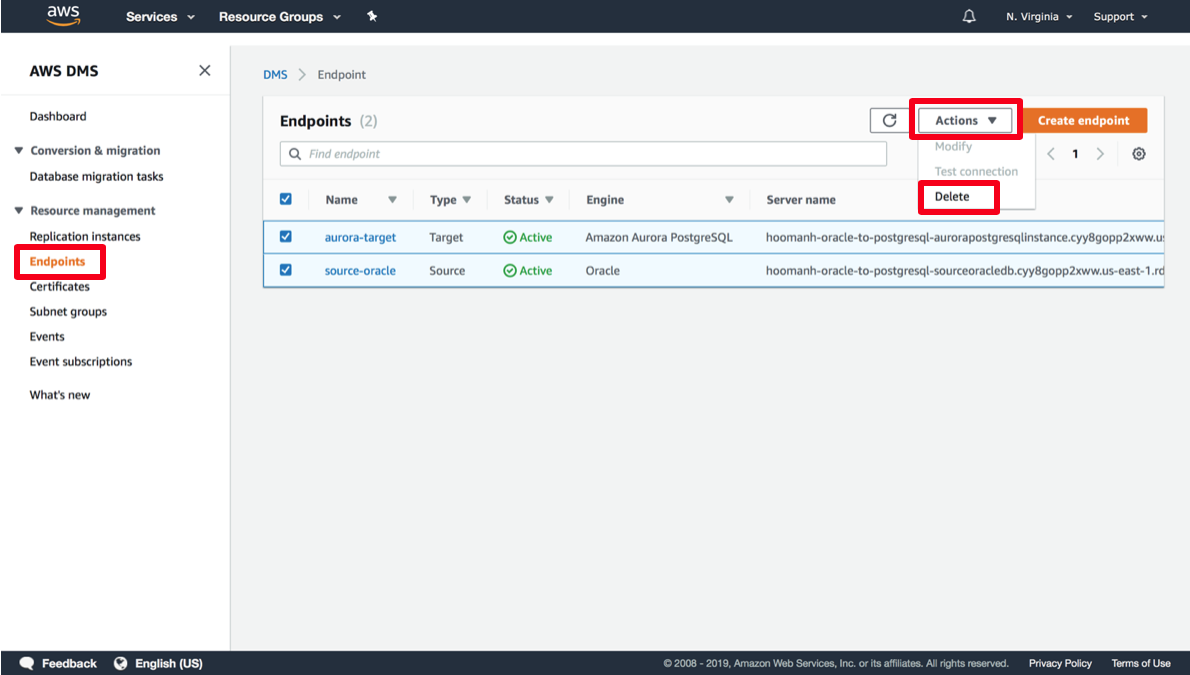 aws Services Resource Groups N. Virginia Support
AWS DMS
Dashboard
Conversion & migration
Database migration tasks
Resource management
Replication instances
Endpoints
Certificates
Subnet groups
Events
Event subscriptions
What's new
DMS Endpoint
Endpoints (2) Actions Create endpoint
Find endpoint 1
Modify
Test connection
Delete
Name Type Status Engine Server name
aurora-target Target Active Amazon Aurora PostgreSQL hoomanh-oracle-to-postgresql-aurorapostgresqlinstance.cyy8gopp2xww.us
source-oracle Source Active Oracle hoomanh-oracle-to-postgresql-sourceoracledb.cyy8gopp2xww.us-east-1.rd
Feedback English (US) © 2008 - 2019, Amazon Web Services, Inc. or its affiliates. All rights reserved. Privacy Policy Terms of Use